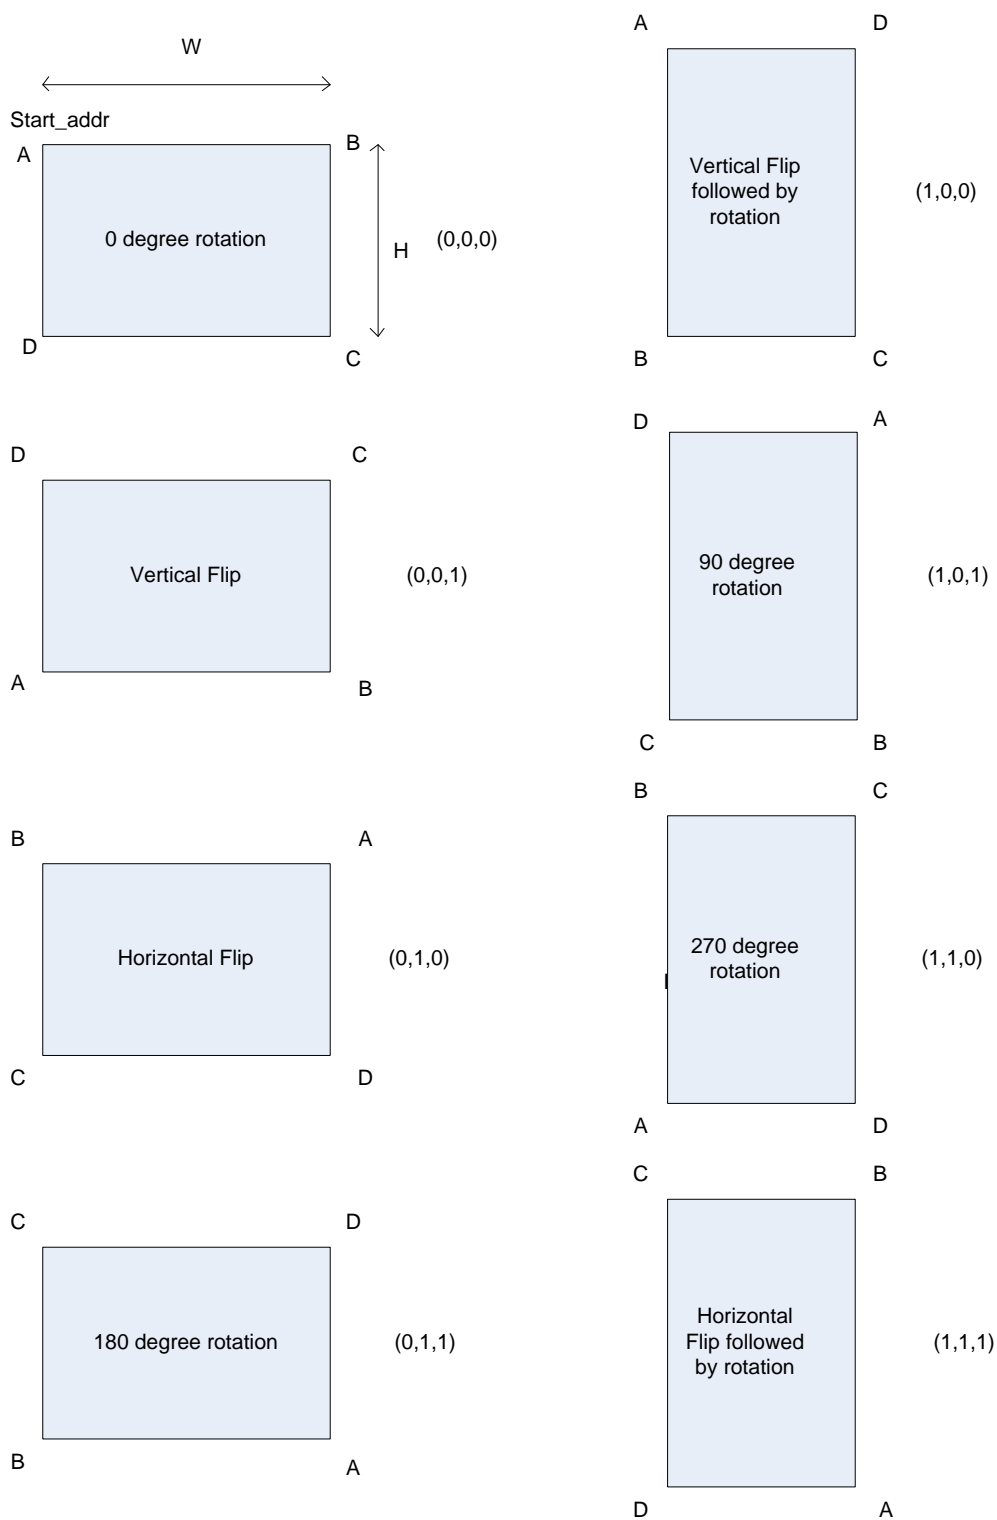 W
Start_addr
A
B
0 degree rotation
H
(0,0,0)
D
C
D
C
Vertical Flip
(0,0,1)
A
B
B
A
Horizontal Flip
(0,1,0)
C
D
C
D
180 degree rotation
(0,1,1)
B
A
A
D
Vertical Flip
followed by
rotation
(1,0,0)
B
C
D
A
90 degree
rotation
(1,0,1)
C
B
B
C
270 degree
rotation
(1,1,0)
A
D
C
B
Horizontal
Flip followed
by rotation
(1,1,1)
D
A